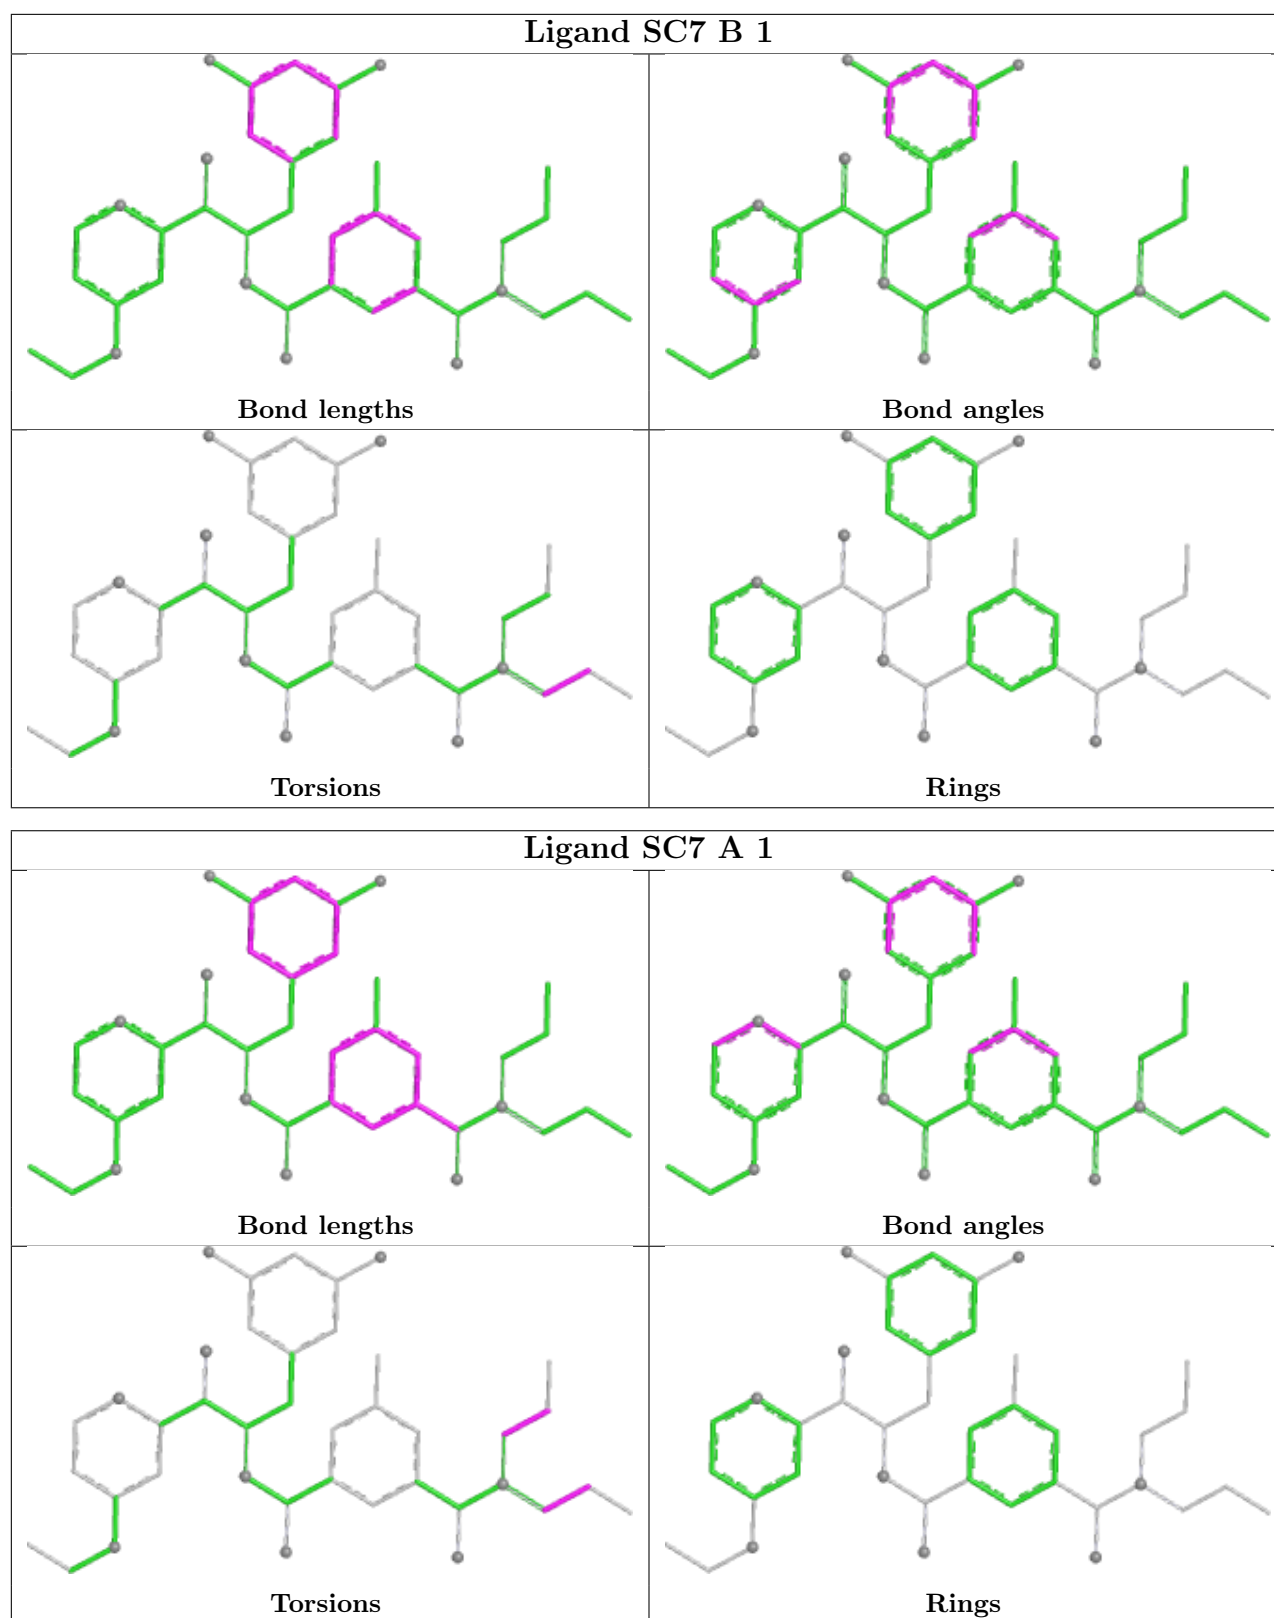 Ligand SC7 B 1
Bond lengths
Bond angles
Torsions
Rings
Ligand SC7 A 1
Bond lengths
Bond angles
Torsions
Rings